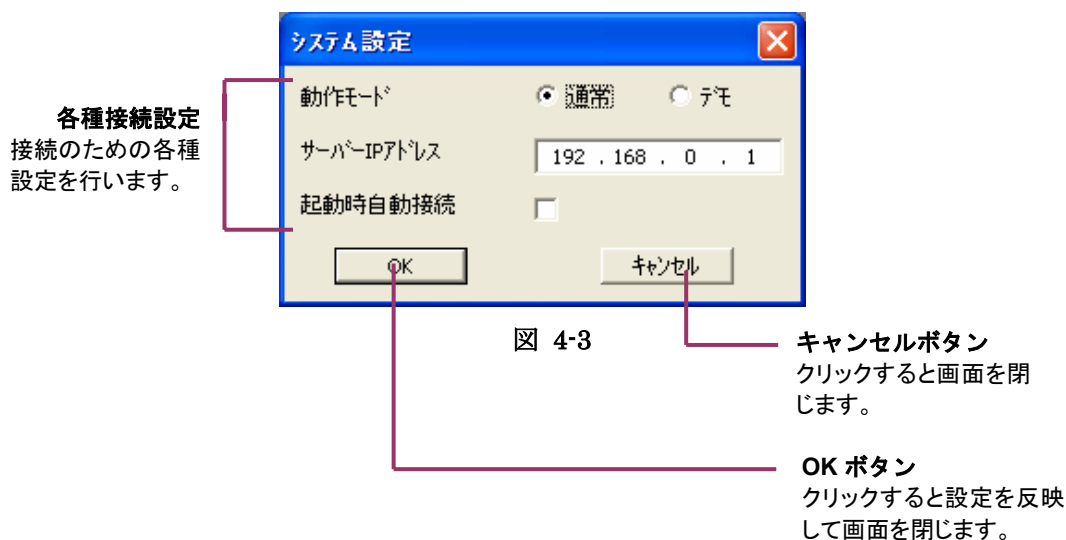 システム設定
各種接続設定
接続のための各種
設定を行います。
動作モード 通常 デモ
サーバーIPアドレス 192 . 168 . 0 . 1
起動時自動接続
OK キャンセル
図 4-3
キャンセルボタン
クリックすると画面を閉
じます。
OK ボタン
クリックすると設定を反映
して画面を閉じます。